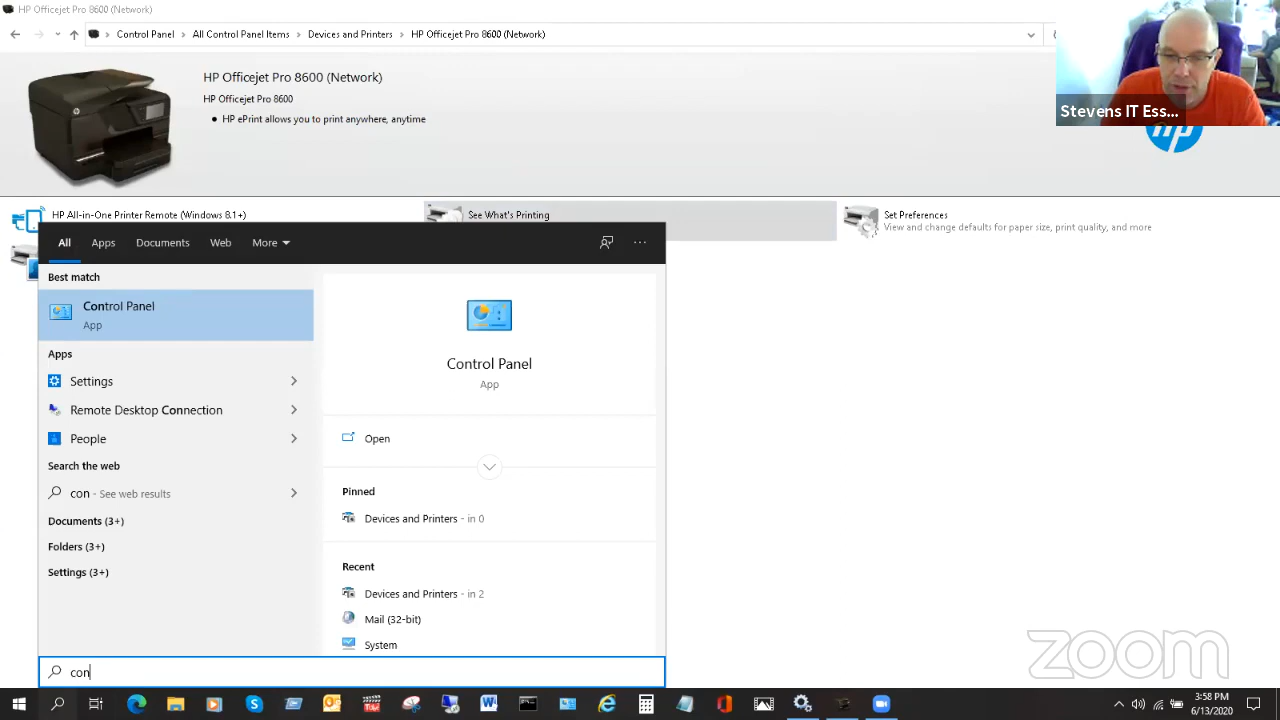 HP Officejet Pro 8600 (Network)
Control Panel > All Control Panel Items > Devices and Printers > HP Officejet Pro 8600 (Network)
HP Officejet Pro 8600 (Network)
HP Officejet Pro 8600
HP ePrint allows you to print anywhere, anytime
Stevens IT Ess...
hp
HP All-in-One Printer Remote (Windows 8.1+)
See What's Printing
Set Preferences
View and change defaults for paper size, print quality, and more
All Apps Documents Web More
Best match
Control Panel
App
Apps
Settings
Remote Desktop Connection
People
Search the web
con - See web results
Documents (3+)
Folders (3+)
Settings (3+)
Control Panel
App
Open
Pinned
Devices and Printers - in 0
Recent
Devices and Printers - in 2
Mail (32-bit)
System
con
zoom
3:58 PM
6/13/2020